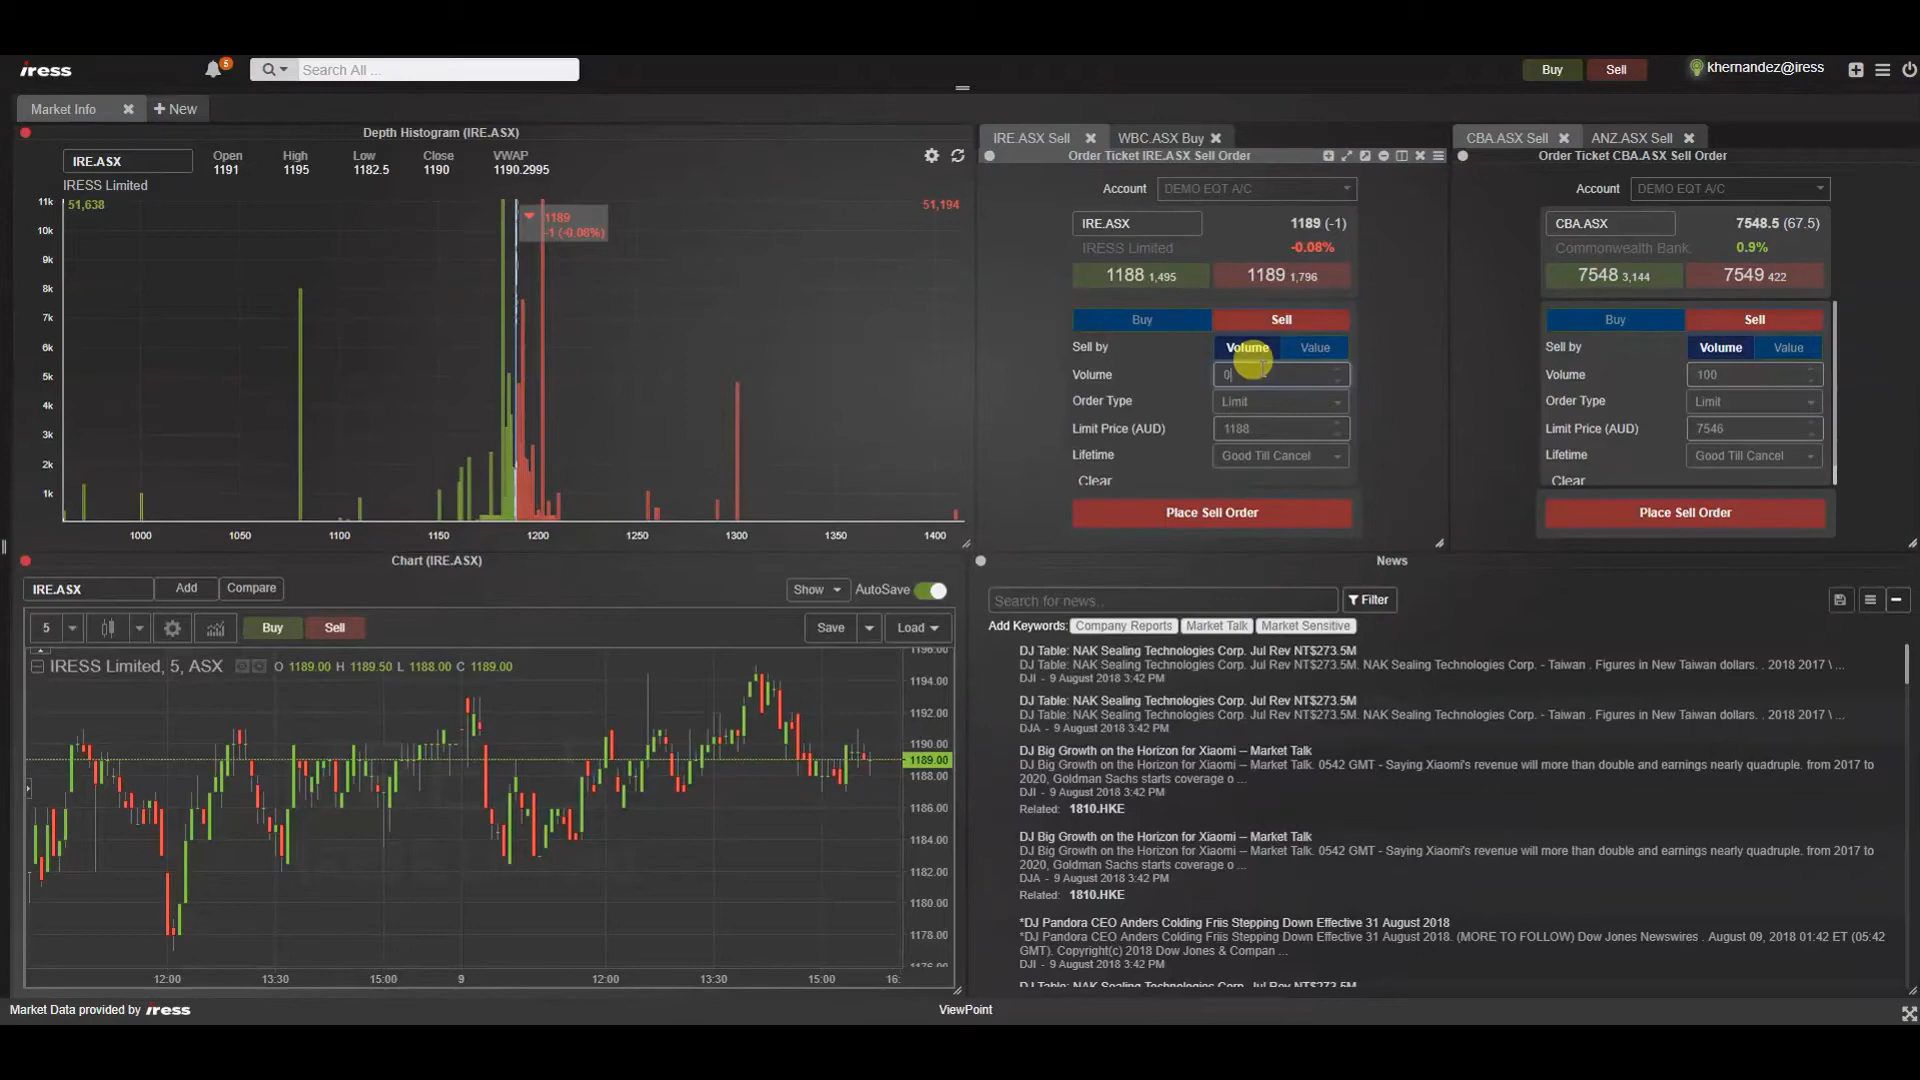 iress
5
Search All ...
Buy
Sell
khernandez@iress
Market Info
+ New
Depth Histogram (IRE.ASX)
IRE.ASX
IRESS Limited
Open
1191
High
1195
Low
1182.5
Close
1190
VWAP
1190.2995
51,638
51,194
1189
-1 (-0.08%)
11k
10k
9k
8k
7k
6k
5k
4k
3k
2k
1k
1000
1050
1100
1150
1200
1250
1300
1350
1400
IRE.ASX Sell
WBC.ASX Buy
Order Ticket IRE.ASX Sell Order
Account
DEMO EQT A/C
IRE.ASX
1189 (-1)
IRESS Limited
-0.08%
1188 1,495
1189 1,796
Buy
Sell
Sell by
Volume
Value
Volume
0
Order Type
Limit
Limit Price (AUD)
1188
Lifetime
Good Till Cancel
Clear
Place Sell Order
CBA.ASX Sell
ANZ.ASX Sell
Order Ticket CBA.ASX Sell Order
Account
DEMO EQT A/C
CBA.ASX
7548.5 (67.5)
Commonwealth Bank.
0.9%
7548 3,144
7549 422
Buy
Sell
Sell by
Volume
Value
Volume
100
Order Type
Limit
Limit Price (AUD)
7546
Lifetime
Good Till Cancel
Clear
Place Sell Order
Chart (IRE.ASX)
IRE.ASX
Add
Compare
Show
AutoSave
5
Buy
Sell
Save
Load
IRESS Limited, 5, ASX
O 1189.00 H 1189.50 L 1188.00 C 1189.00
1196.00
1194.00
1192.00
1190.00
1189.00
1188.00
1186.00
1184.00
1182.00
1180.00
1178.00
1176.00
12:00
13:30
15:00
9
12:00
13:30
15:00
16:
News
Search for news..
Filter
Add Keywords:
Company Reports
Market Talk
Market Sensitive
DJ Table: NAK Sealing Technologies Corp. Jul Rev NT$273.5M
DJ Table: NAK Sealing Technologies Corp. Jul Rev NT$273.5M. NAK Sealing Technologies Corp. - Taiwan . Figures in New Taiwan dollars. . 2018 2017 \ ...
DJI - 9 August 2018 3:42 PM
DJ Table: NAK Sealing Technologies Corp. Jul Rev NT$273.5M
DJ Table: NAK Sealing Technologies Corp. Jul Rev NT$273.5M. NAK Sealing Technologies Corp. - Taiwan . Figures in New Taiwan dollars. . 2018 2017 \ ...
DJA - 9 August 2018 3:42 PM
DJ Big Growth on the Horizon for Xiaomi -- Market Talk
DJ Big Growth on the Horizon for Xiaomi -- Market Talk. 0542 GMT - Saying Xiaomi's revenue will more than double and earnings nearly quadruple. from 2017 to
2020, Goldman Sachs starts coverage o ...
DJI - 9 August 2018 3:42 PM
Related: 1810.HKE
DJ Big Growth on the Horizon for Xiaomi -- Market Talk
DJ Big Growth on the Horizon for Xiaomi -- Market Talk. 0542 GMT - Saying Xiaomi's revenue will more than double and earnings nearly quadruple. from 2017 to
2020, Goldman Sachs starts coverage o ...
DJA - 9 August 2018 3:42 PM
Related: 1810.HKE
*DJ Pandora CEO Anders Colding Friis Stepping Down Effective 31 August 2018
*DJ Pandora CEO Anders Colding Friis Stepping Down Effective 31 August 2018. (MORE TO FOLLOW) Dow Jones Newswires . August 09, 2018 01:42 ET (05:42
GMT). Copyright(c) 2018 Dow Jones & Compan ...
DJI - 9 August 2018 3:42 PM
DJ Table: NAK Sealing Technologies Corp. Jul Rev NT$273.5M
Market Data provided by iress
ViewPoint